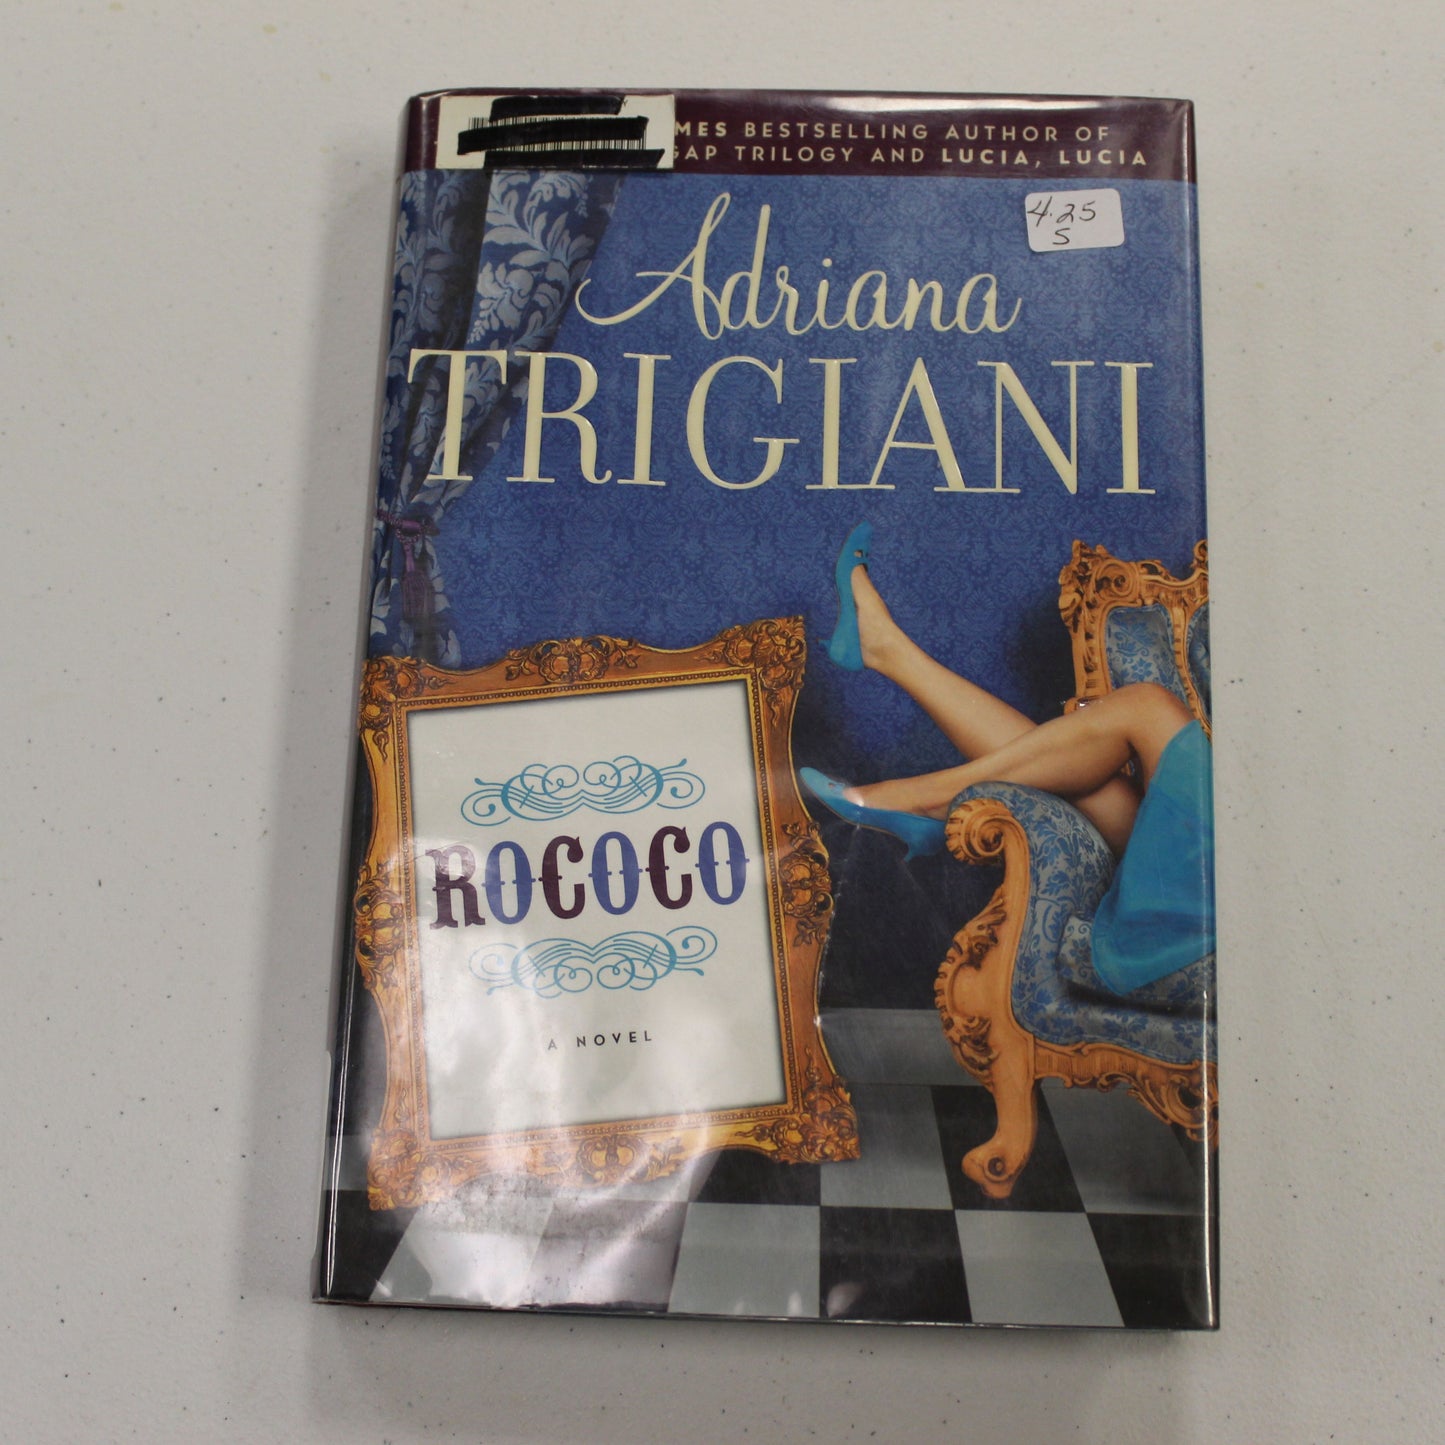 MES BESTSELLING AUTHOR OF
GAP TRILOGY AND LUCIA, LUCIA
4.25
S
Adriana
TRIGIANI
ROCOCO
A NOVEL